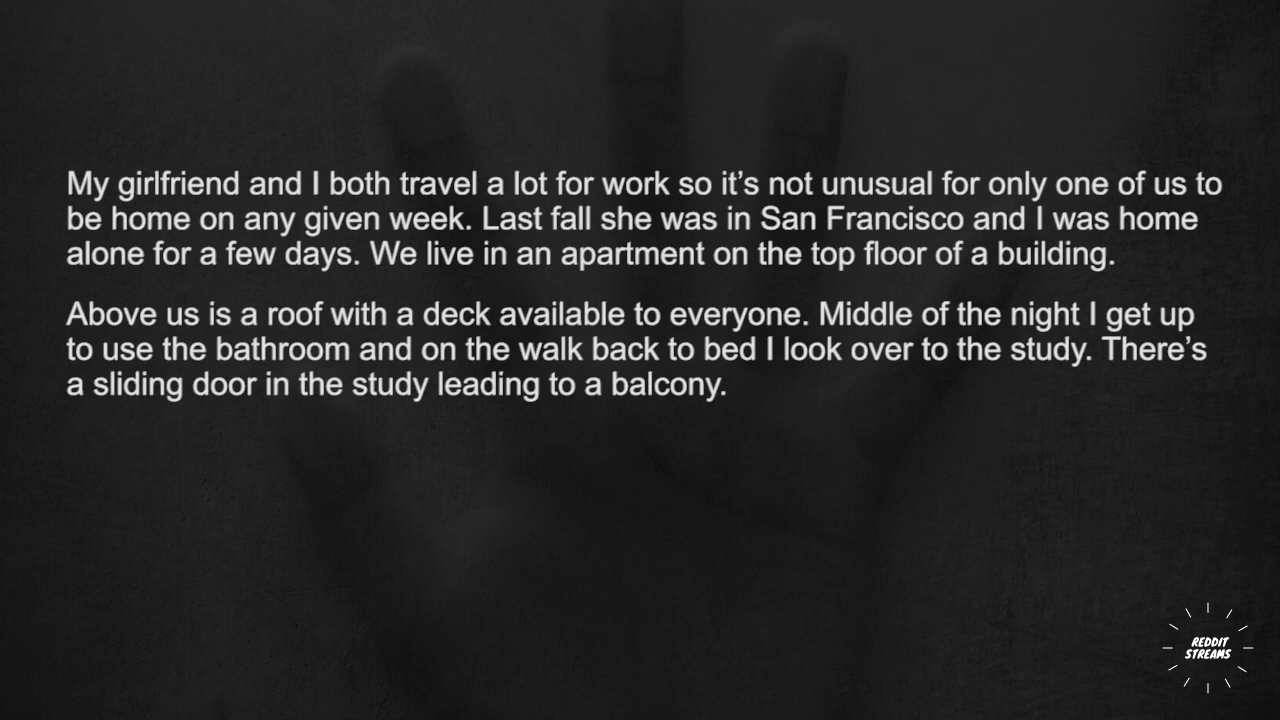 My girlfriend and I both travel a lot for work so it’s not unusual for only one of us to
be home on any given week. Last fall she was in San Francisco and I was home
alone for a few days. We live in an apartment on the top floor of a building.
Above us is a roof with a deck available to everyone. Middle of the night I get up
to use the bathroom and on the walk back to bed I look over to the study. There’s
a sliding door in the study leading to a balcony.
REDDIT
STREAMS